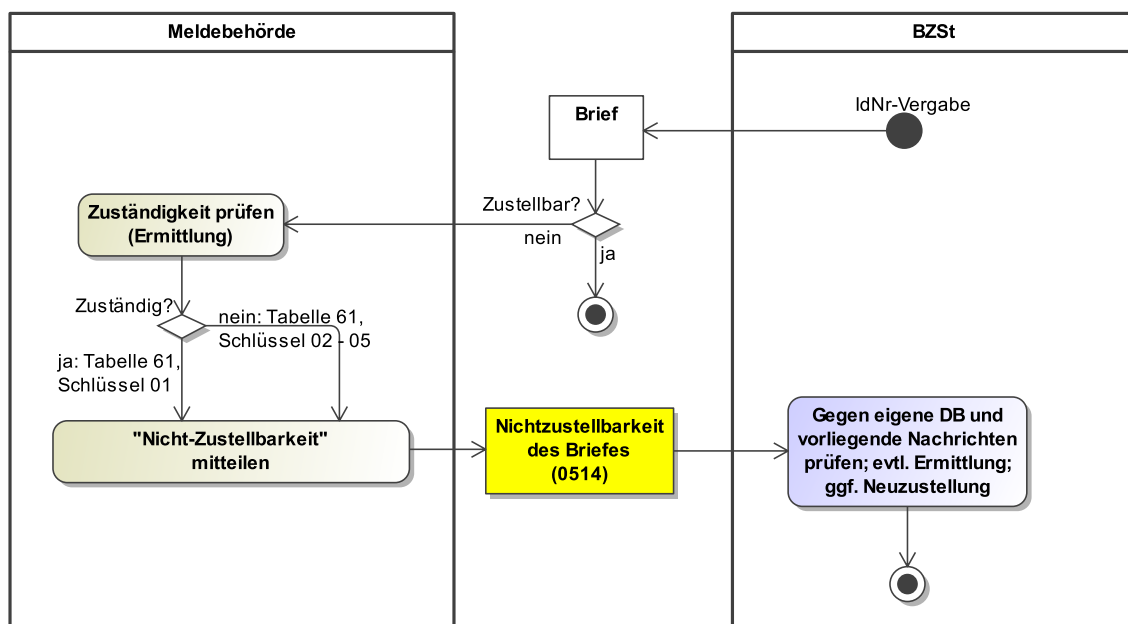 Meldebehörde
BZSt
IdNr-Vergabe
Brief
Zustellbar?
nein
ja
Zuständigkeit prüfen
(Ermittlung)
Zuständig?
nein: Tabelle 61,
Schlüssel 02 - 05
ja: Tabelle 61,
Schlüssel 01
"Nicht-Zustellbarkeit"
mitteilen
Nichtzustellbarkeit
des Briefes
(0514)
Gegen eigene DB und
vorliegende Nachrichten
prüfen; evtl. Ermittlung;
ggf. Neuzustellung